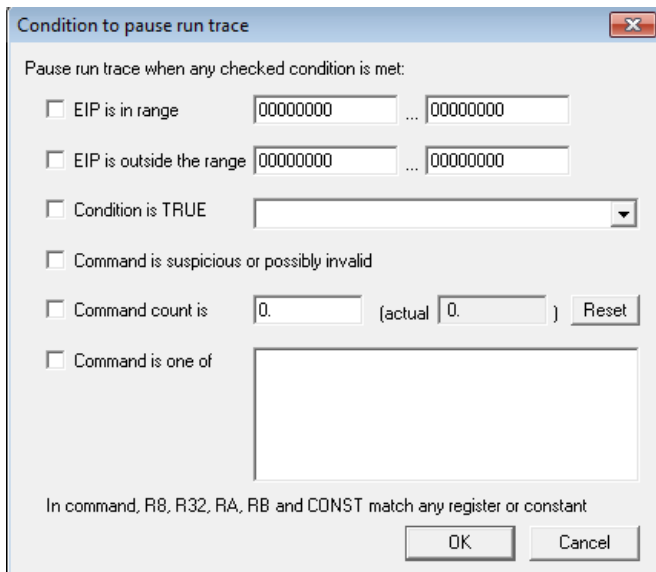 Condition to pause run trace
Pause run trace when any checked condition is met:
EIP is in range 00000000 ... 00000000
EIP is outside the range 00000000 ... 00000000
Condition is TRUE
Command is suspicious or possibly invalid
Command count is 0. (actual 0. ) Reset
Command is one of
In command, R8, R32, RA, RB and CONST match any register or constant
OK Cancel